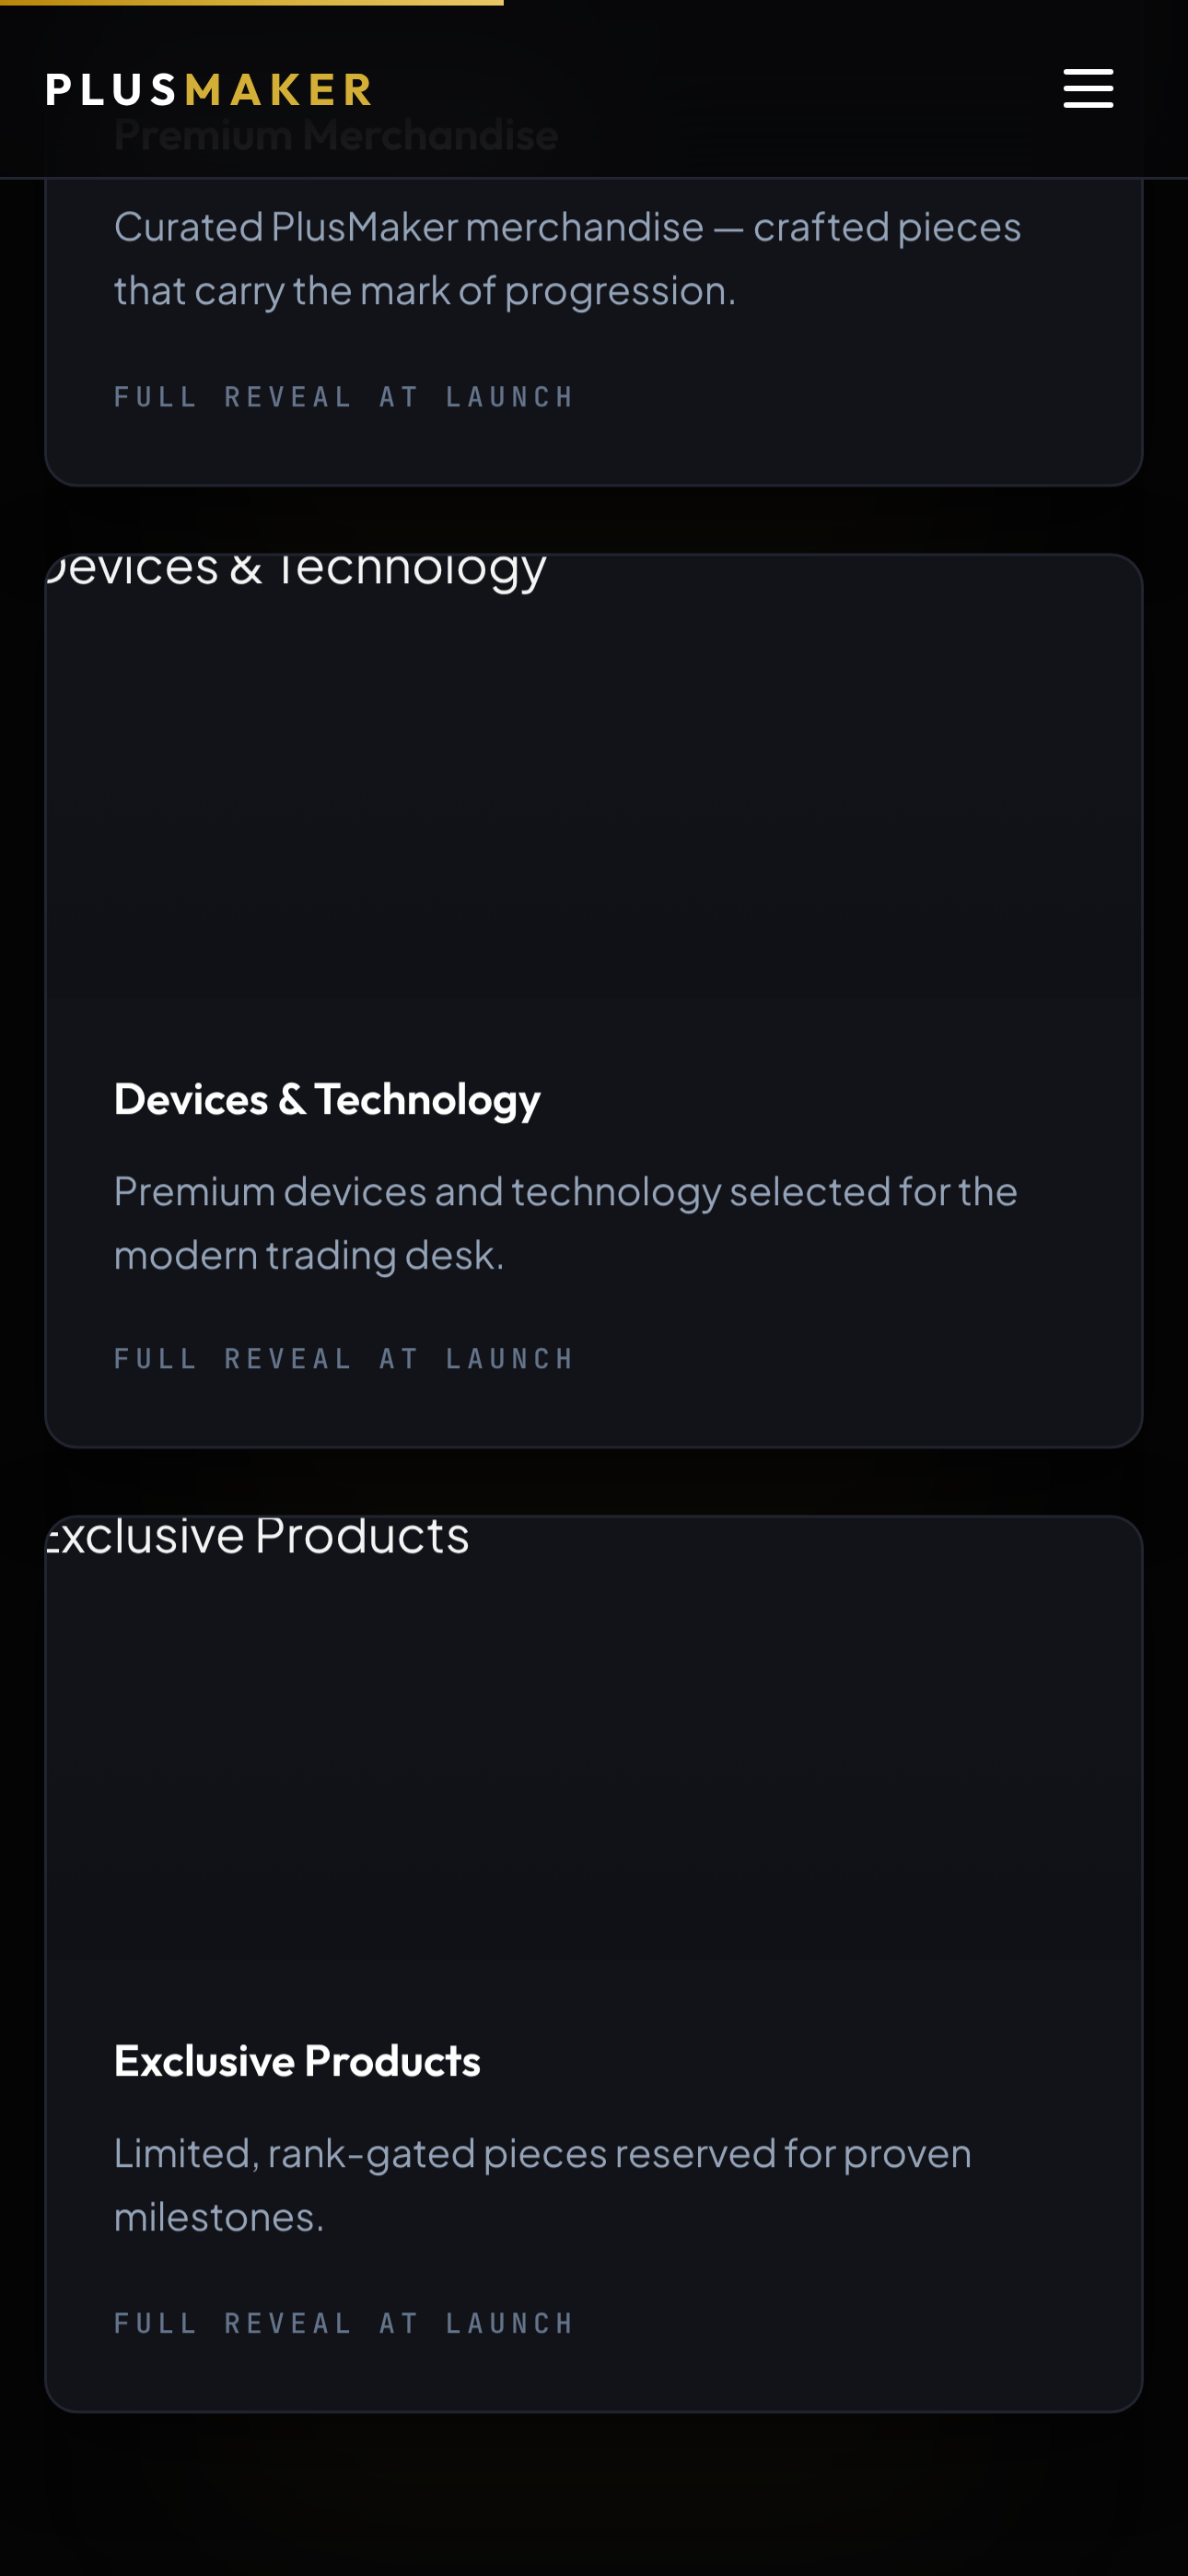 PLUSMAKER
Premium Merchandise
Curated PlusMaker merchandise — crafted pieces
that carry the mark of progression.
FULL REVEAL AT LAUNCH
Devices & Technology
Devices & Technology
Premium devices and technology selected for the
modern trading desk.
FULL REVEAL AT LAUNCH
Exclusive Products
Exclusive Products
Limited, rank-gated pieces reserved for proven
milestones.
FULL REVEAL AT LAUNCH